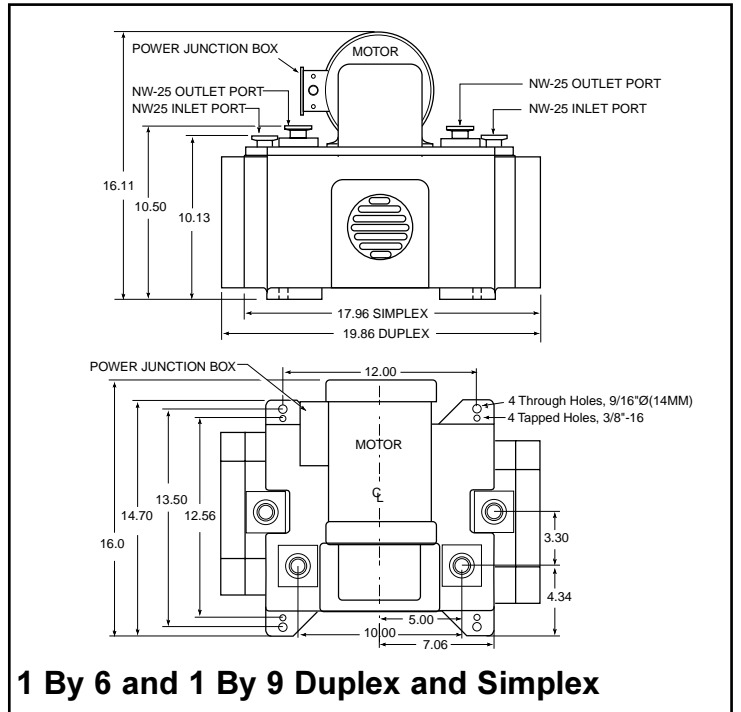 POWER JUNCTION BOX
MOTOR
NW-25 OUTLET PORT
NW25 INLET PORT
NW-25 OUTLET PORT
NW-25 INLET PORT
16.11
10.50
10.13
17.96 SIMPLEX
19.86 DUPLEX
POWER JUNCTION BOX
12.00
4 Through Holes, 9/16"Ø(14MM)
4 Tapped Holes, 3/8"-16
MOTOR
CL
16.0
14.70
13.50
12.56
3.30
4.34
5.00
10.00
7.06
1 By 6 and 1 By 9 Duplex and Simplex